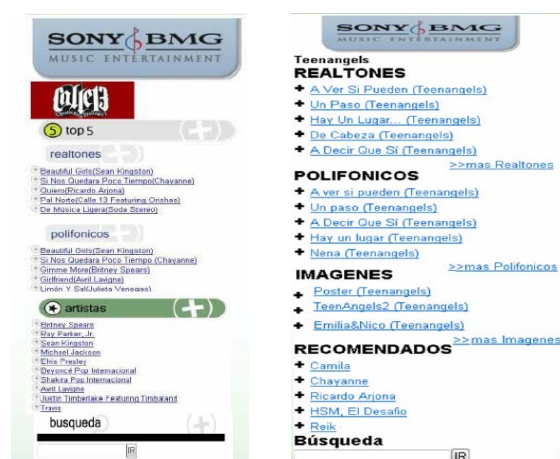 SONY BMG
MUSIC ENTERTAINMENT
Calle13
5 top 5
realtones
Beautiful Girls(Sean Kingston)
Si Nos Quedara Poco Tiempo(Chayanne)
Quiero(Ricardo Arjona)
Pal Norte(Calle 13 Featuring Orishas)
De Música Ligera(Soda Stereo)
polifonicos
Beautiful Girls(Sean Kingston)
Si Nos Quedara Poco Tiempo (Chayanne)
Gimme More(Britney Spears)
Girlfriend(Avril Lavigne)
Limón Y Sal(Julieta Venegas)
artistas
Britney Spears
Ray Parker, Jr.
Sean Kingston
Michael Jackson
Elvis Presley
Beyoncé Pop Internacional
Shakira Pop Internacional
Avril Lavigne
Justin Timberlake Featuring Timbaland
Travis
busqueda
IR
SONY BMG
MUSIC ENTERTAINMENT
Teenangels
REALTONES
A Ver Si Pueden (Teenangels)
Un Paso (Teenangels)
Hay Un Lugar... (Teenangels)
De Cabeza (Teenangels)
A Decir Que Sí (Teenangels)
>>mas Realtones
POLIFONICOS
A ver si pueden (Teenangels)
Un paso (Teenangels)
A Decir Que Sí (Teenangels)
Hay un lugar (Teenangels)
Nena (Teenangels)
>>mas Polifonicos
IMAGENES
Poster (Teenangels)
TeenAngels2 (Teenangels)
Emilia&Nico (Teenangels)
>>mas Imagenes
RECOMENDADOS
Camila
Chayanne
Ricardo Arjona
HSM, El Desafio
Reik
Búsqueda
IR